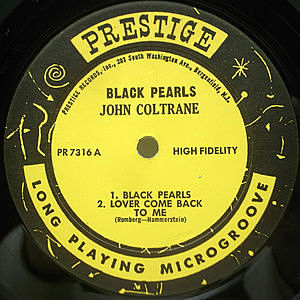 PRESTIGE
PRESTIGE RECORDS, INC., 203 South Washington Ave., Bergenfield, N.J.
BLACK PEARLS
JOHN COLTRANE
PR 7316 A HIGH FIDELITY
1. BLACK PEARLS
2. LOVER COME BACK
TO ME
(Romberg—Hammerstein)
LONG PLAYING MICROGROOVE